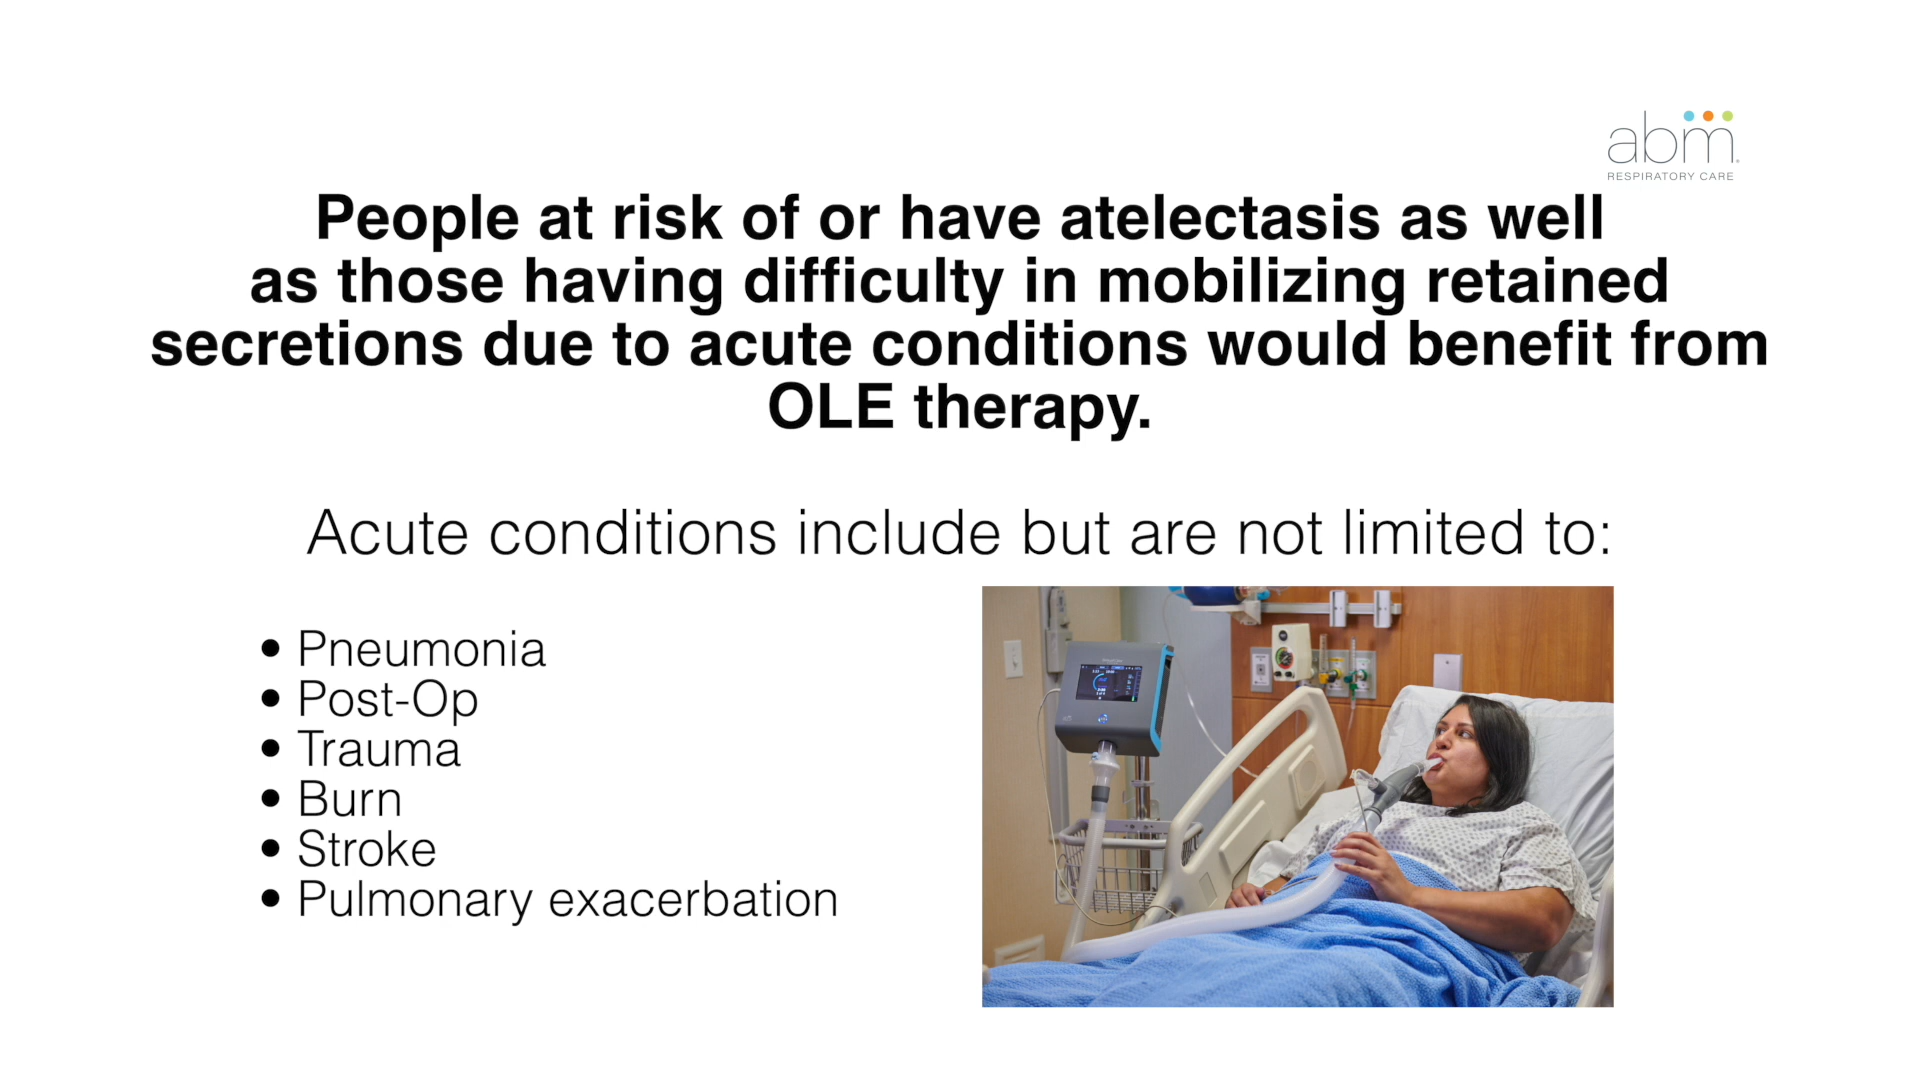 abm
RESPIRATORY CARE
People at risk of or have atelectasis as well
as those having difficulty in mobilizing retained
secretions due to acute conditions would benefit from
OLE therapy.
Acute conditions include but are not limited to:
• Pneumonia
• Post-Op
• Trauma
• Burn
• Stroke
• Pulmonary exacerbation